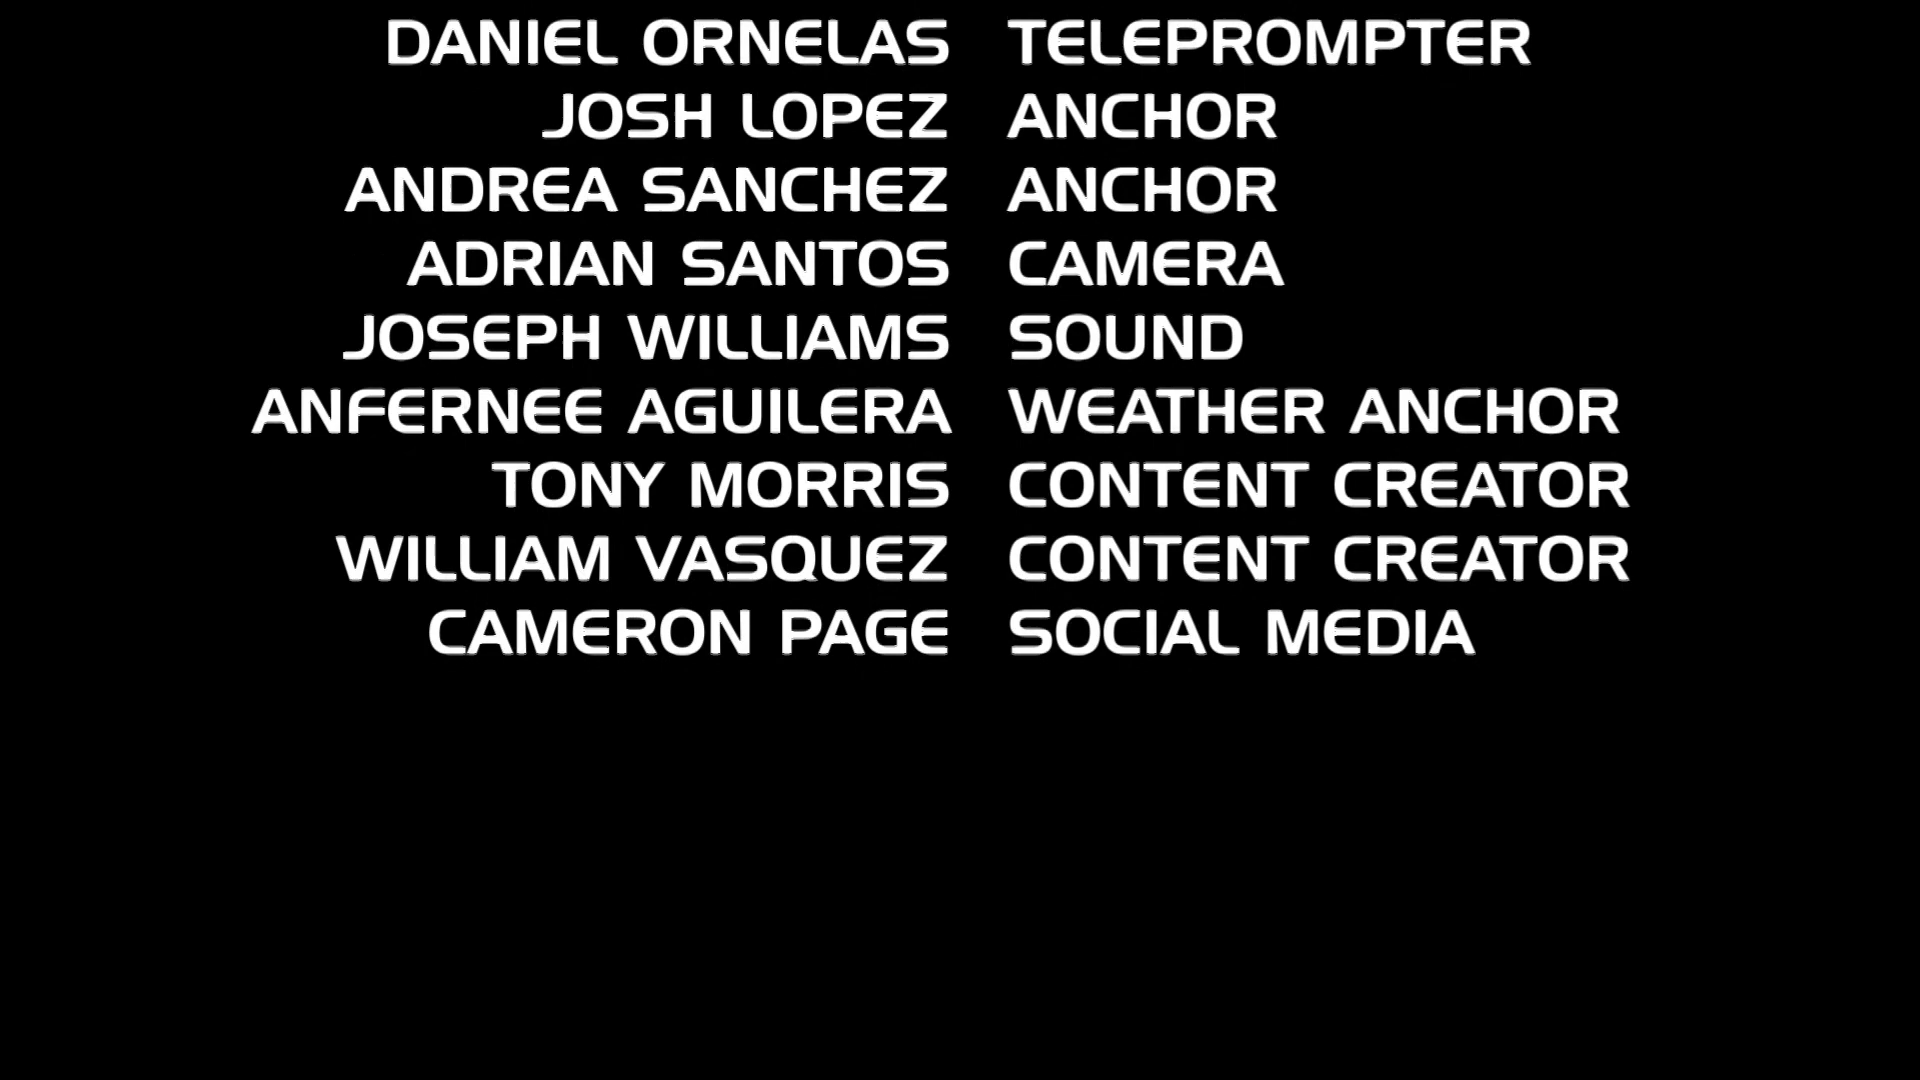 DANIEL ORNELAS TELEPROMPTER
JOSH LOPEZ ANCHOR
ANDREA SANCHEZ ANCHOR
ADRIAN SANTOS CAMERA
JOSEPH WILLIAMS SOUND
ANFERNEE AGUILERA WEATHER ANCHOR
TONY MORRIS CONTENT CREATOR
WILLIAM VASQUEZ CONTENT CREATOR
CAMERON PAGE SOCIAL MEDIA